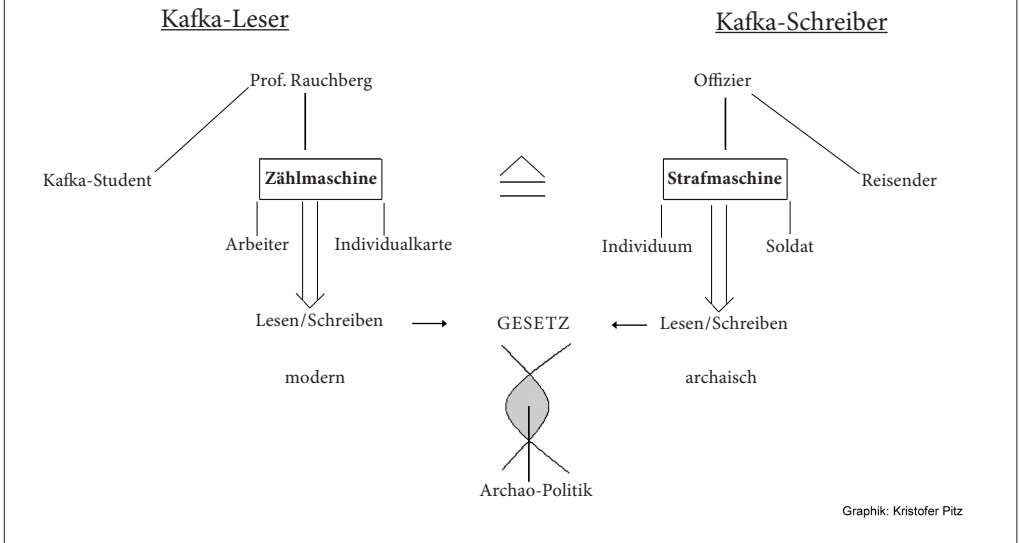 Kafka-Leser
Kafka-Schreiber
Prof. Rauchberg
Offizier
Kafka-Student
Zählmaschine
Strafmaschine
Reisender
Arbeiter
Individualkarte
Individuum
Soldat
Lesen/Schreiben
GESETZ
Lesen/Schreiben
modern
archaisch
Archao-Politik
Graphik: Kristofer Pitz